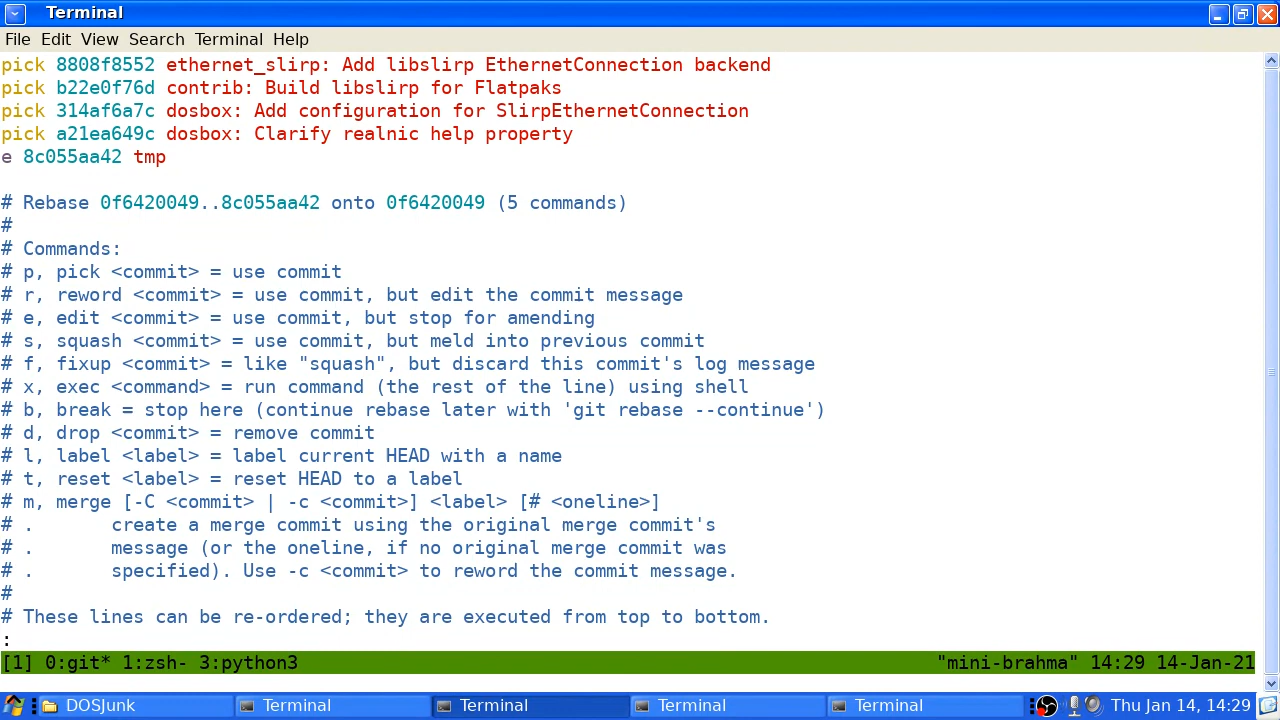 Terminal
File Edit View Search Terminal Help
pick 8808f8552 ethernet_slirp: Add libslirp EthernetConnection backend
pick b22e0f76d contrib: Build libslirp for Flatpaks
pick 314af6a7c dosbox: Add configuration for SlirpEthernetConnection
pick a21ea649c dosbox: Clarify realnic help property
e 8c055aa42 tmp
# Rebase 0f6420049..8c055aa42 onto 0f6420049 (5 commands)
#
# Commands:
# p, pick <commit> = use commit
# r, reword <commit> = use commit, but edit the commit message
# e, edit <commit> = use commit, but stop for amending
# s, squash <commit> = use commit, but meld into previous commit
# f, fixup <commit> = like "squash", but discard this commit's log message
# x, exec <command> = run command (the rest of the line) using shell
# b, break = stop here (continue rebase later with 'git rebase --continue')
# d, drop <commit> = remove commit
# l, label <label> = label current HEAD with a name
# t, reset <label> = reset HEAD to a label
# m, merge [-C <commit> | -c <commit>] <label> [# <oneline>]
# .       create a merge commit using the original merge commit's
# .       message (or the oneline, if no original merge commit was
# .       specified). Use -c <commit> to reword the commit message.
#
# These lines can be re-ordered; they are executed from top to bottom.
:
[1] 0:git* 1:zsh- 3:python3 "mini-brahma" 14:29 14-Jan-21
DOSJunk Terminal Terminal Terminal Terminal Thu Jan 14, 14:29